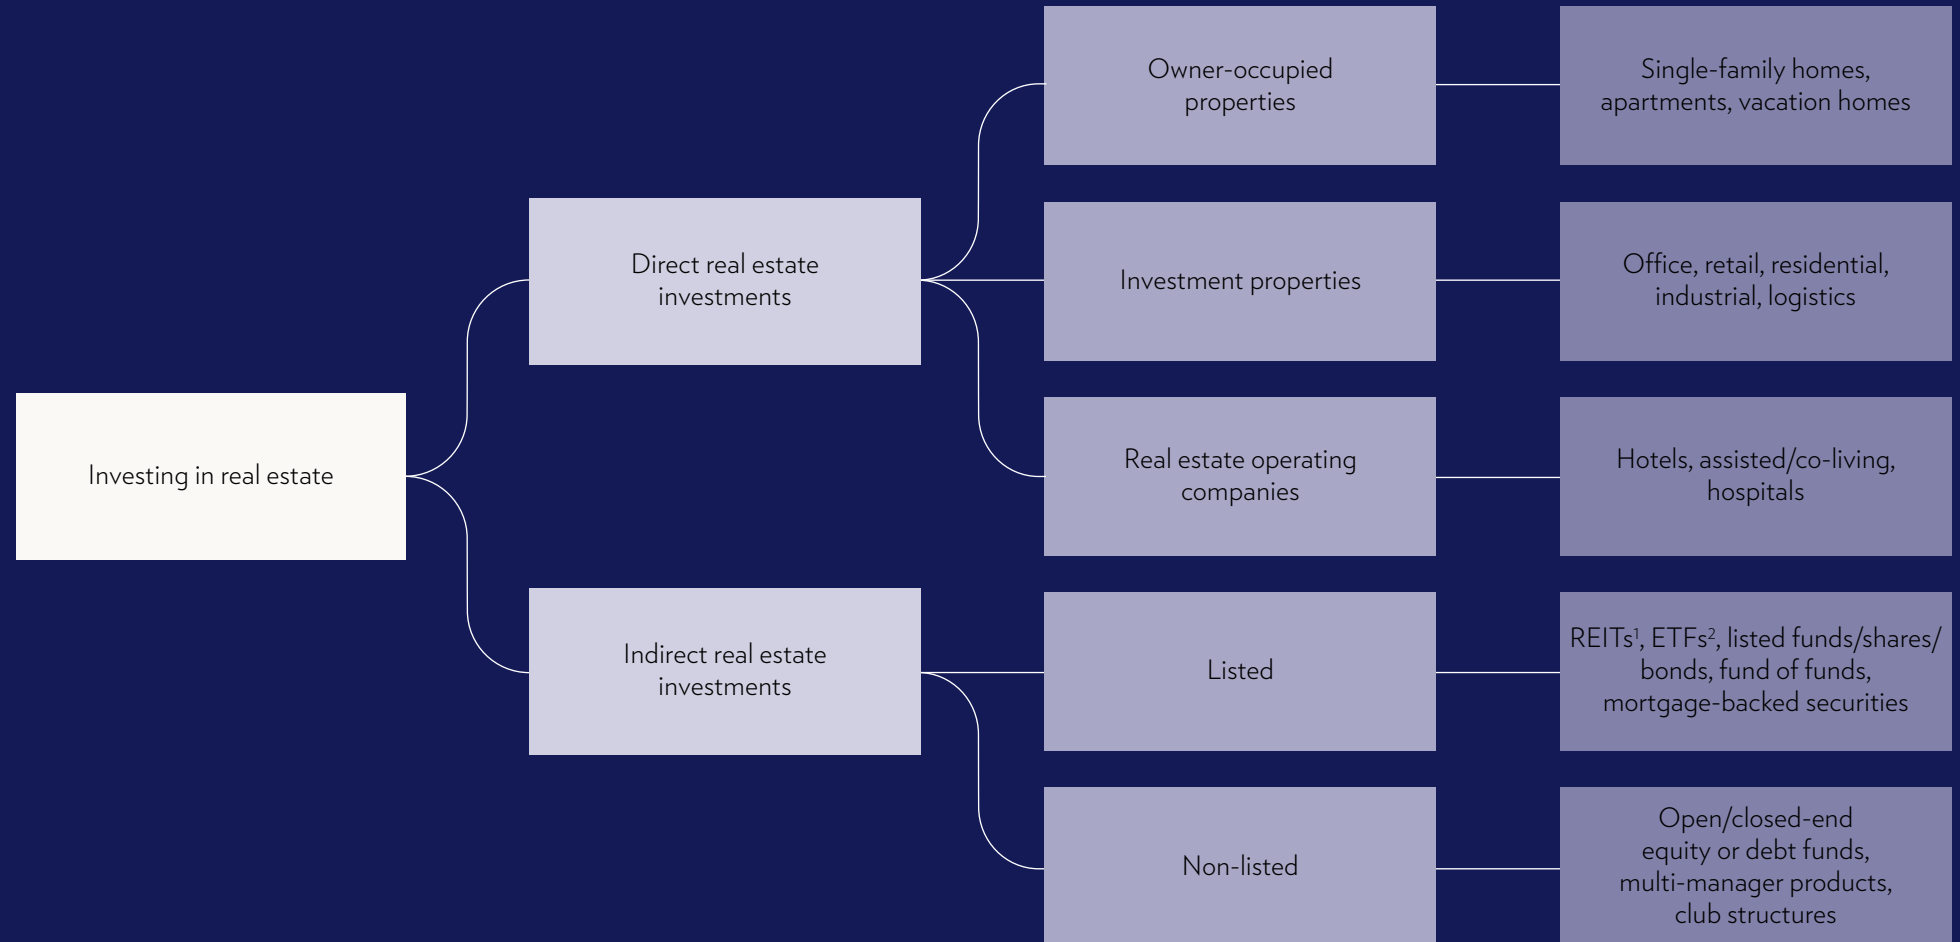 Investing in real estate
Direct real estate
investments
Owner-occupied
properties
Single-family homes,
apartments, vacation homes
Investment properties
Office, retail, residential,
industrial, logistics
Real estate operating
companies
Hotels, assisted/co-living,
hospitals
Indirect real estate
investments
Listed
REITs¹, ETFs², listed funds/shares/
bonds, fund of funds,
mortgage-backed securities
Non-listed
Open/closed-end
equity or debt funds,
multi-manager products,
club structures